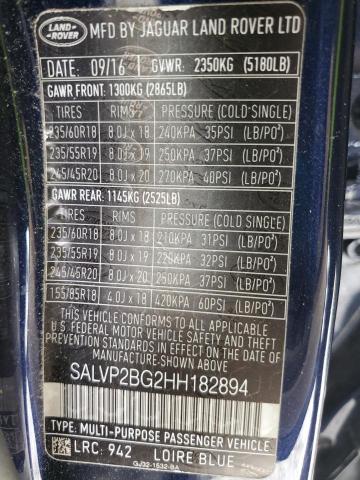 LAND ROVER MFD BY JAGUAR LAND ROVER LTD
DATE: 09/16 GVWR: 2350KG (5180LB)
GAWR FRONT: 1300KG (2865LB)
TIRES RIMS PRESSURE (COLD-SINGLE)
235/60R18 8.0J x 18 240KPA 35PSI (LB/PO²)
235/55R19 8.0J x 19 250KPA 37PSI (LB/PO²)
245/45R20 8.0J x 20 270KPA 40PSI (LB/PO²)
GAWR REAR: 1145KG (2525LB)
TIRES RIMS PRESSURE (COLD-SINGLE)
235/60R18 8.0J x 18 210KPA 31PSI (LB/PO²)
235/55R19 8.0J x 19 225KPA 32PSI (LB/PO²)
245/45R20 8.0J x 20 250KPA 37PSI (LB/PO²)
155/85R18 4.0J x 18 420KPA 60PSI (LB/PO²)
THIS VEHICLE CONFORMS TO ALL APPLICABLE
FEDERAL MOTOR VEHICLE SAFETY, BUMPER AND THEFT
PREVENTION STANDARDS IN EFFECT ON THE DATE
OF MANUFACTURE SHOWN ABOVE.
SALVP2BG2HH182894
TYPE: MULTI-PURPOSE PASSENGER VEHICLE
GJ32-1532-BA
LRC: 942 LOIRE BLUE